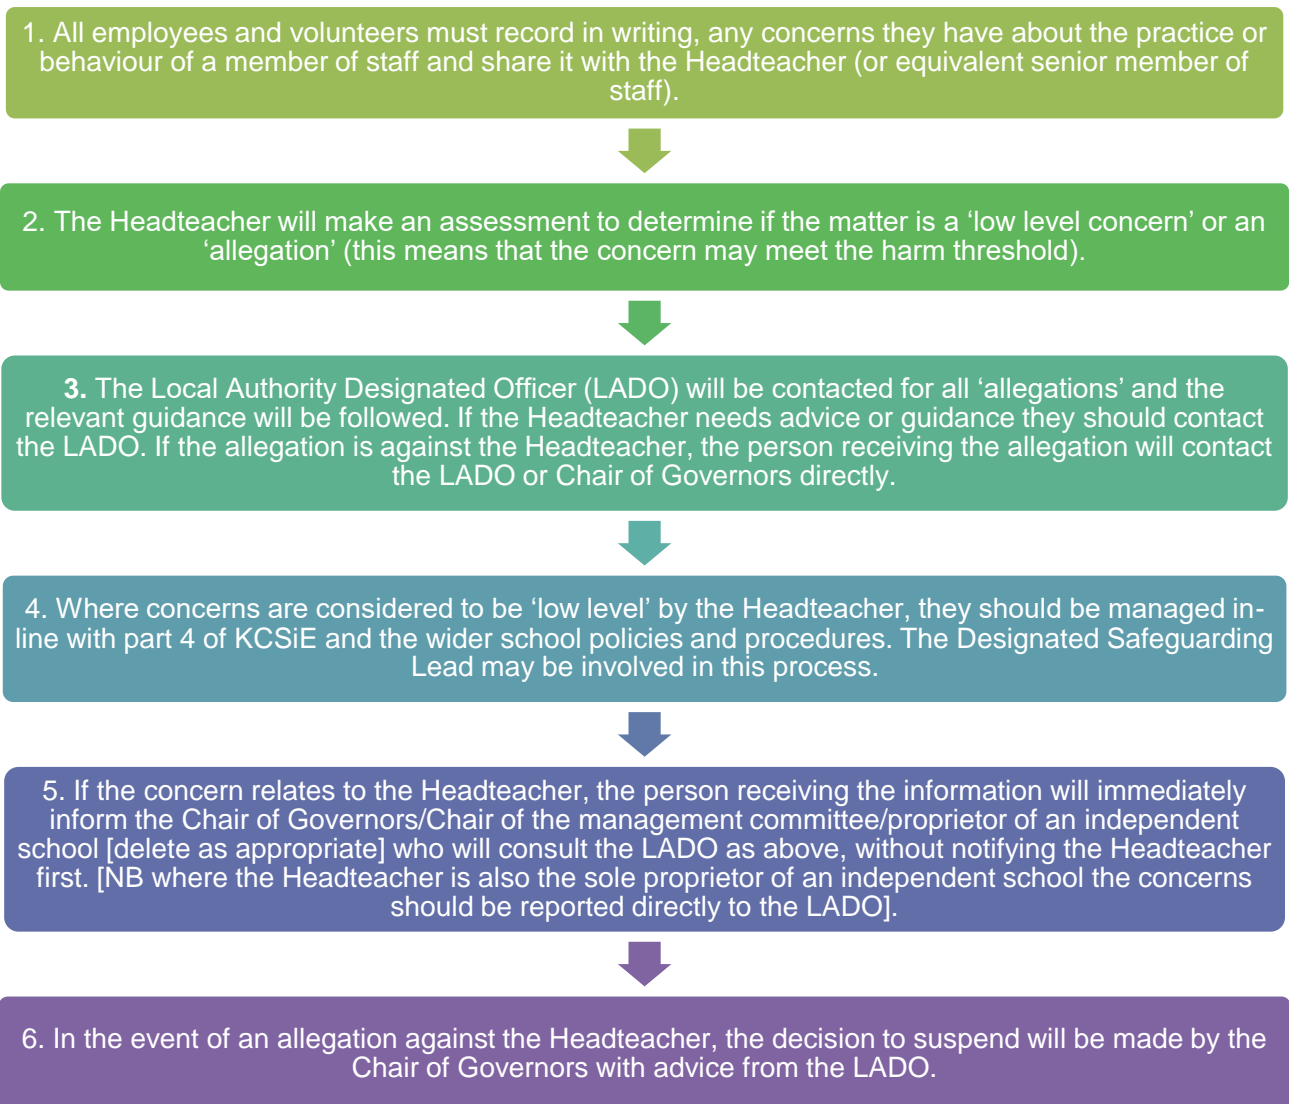 1. All employees and volunteers must record in writing, any concerns they have about the practice or
behaviour of a member of staff and share it with the Headteacher (or equivalent senior member of
staff).
2. The Headteacher will make an assessment to determine if the matter is a ‘low level concern’ or an
‘allegation’ (this means that the concern may meet the harm threshold).
3. The Local Authority Designated Officer (LADO) will be contacted for all ‘allegations’ and the
relevant guidance will be followed. If the Headteacher needs advice or guidance they should contact
the LADO. If the allegation is against the Headteacher, the person receiving the allegation will contact
the LADO or Chair of Governors directly.
4. Where concerns are considered to be ‘low level’ by the Headteacher, they should be managed in-
line with part 4 of KCSiE and the wider school policies and procedures. The Designated Safeguarding
Lead may be involved in this process.
5. If the concern relates to the Headteacher, the person receiving the information will immediately
inform the Chair of Governors/Chair of the management committee/proprietor of an independent
school [delete as appropriate] who will consult the LADO as above, without notifying the Headteacher
first. [NB where the Headteacher is also the sole proprietor of an independent school the concerns
should be reported directly to the LADO].
6. In the event of an allegation against the Headteacher, the decision to suspend will be made by the
Chair of Governors with advice from the LADO.